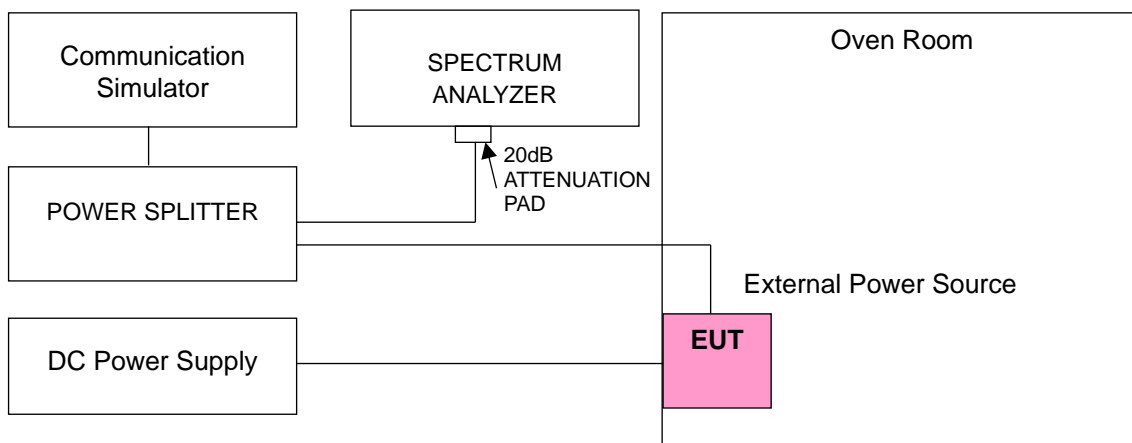 Communication
Simulator
SPECTRUM
ANALYZER
Oven Room
20dB
ATTENUATION
PAD
POWER SPLITTER
External Power Source
EUT
DC Power Supply